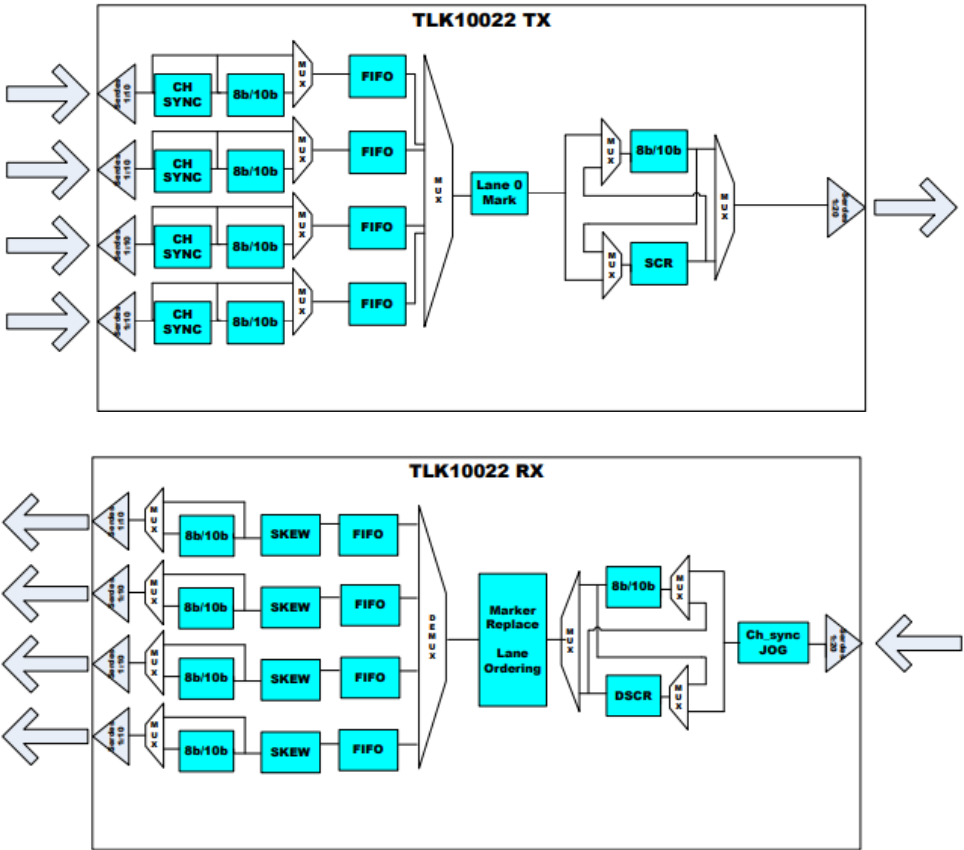 TLK10022 TX
Serdes
1:10
CH
SYNC
8b/10b
MUX
FIFO
Serdes
1:10
CH
SYNC
8b/10b
MUX
FIFO
Serdes
1:10
CH
SYNC
8b/10b
MUX
FIFO
Serdes
1:10
CH
SYNC
8b/10b
MUX
FIFO
MUX
Lane 0
Mark
MUX
8b/10b
MUX
SCR
MUX
Serdes
1:20
TLK10022 RX
Serdes
1:10
MUX
8b/10b
SKEW
FIFO
Serdes
1:10
MUX
8b/10b
SKEW
FIFO
Serdes
1:10
MUX
8b/10b
SKEW
FIFO
Serdes
1:10
MUX
8b/10b
SKEW
FIFO
DEMUX
Marker
Replace
Lane
Ordering
MUX
8b/10b
MUX
DSCR
MUX
Ch_sync
JOG
Serdes
1:20